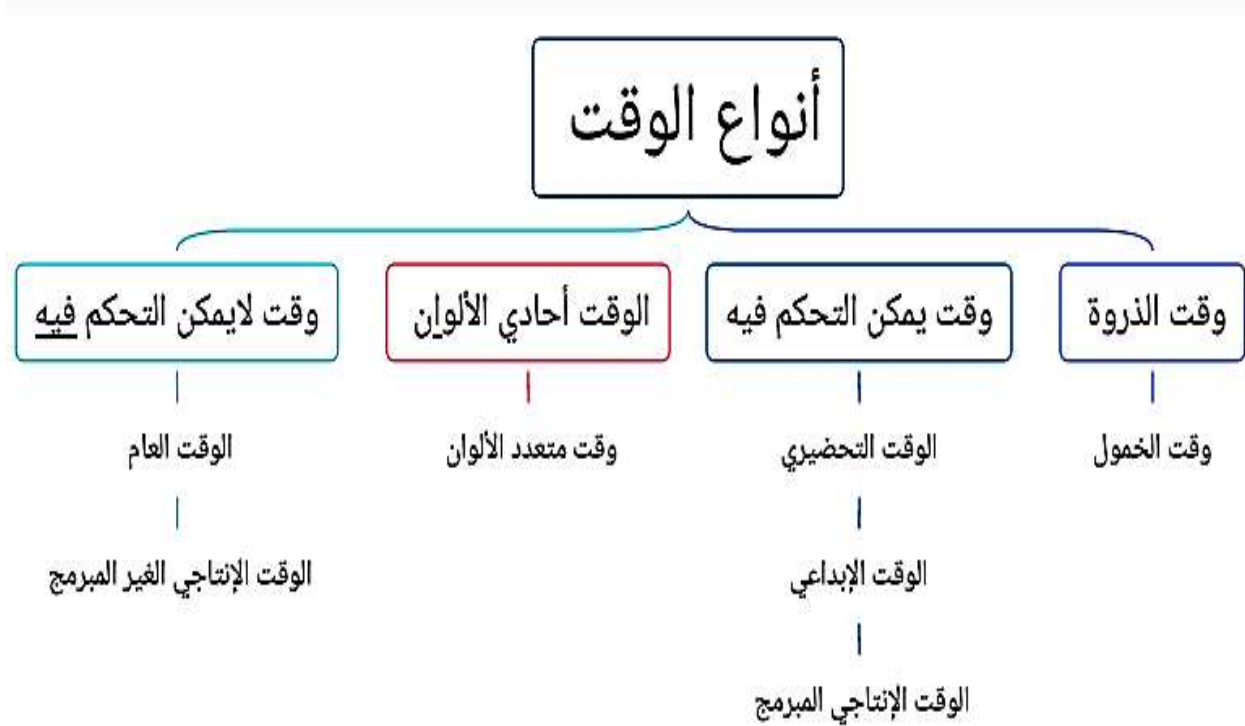 أنواع الوقت
وقت الذروة
وقت يمكن التحكم فيه
الوقت أحادي الألوان
وقت لايمكن التحكم فيه
وقت الخمول
الوقت التحضيري
وقت متعدد الألوان
الوقت العام
الوقت الإبداعي
الوقت الإنتاجي الغير المبرمج
الوقت الإنتاجي المبرمج